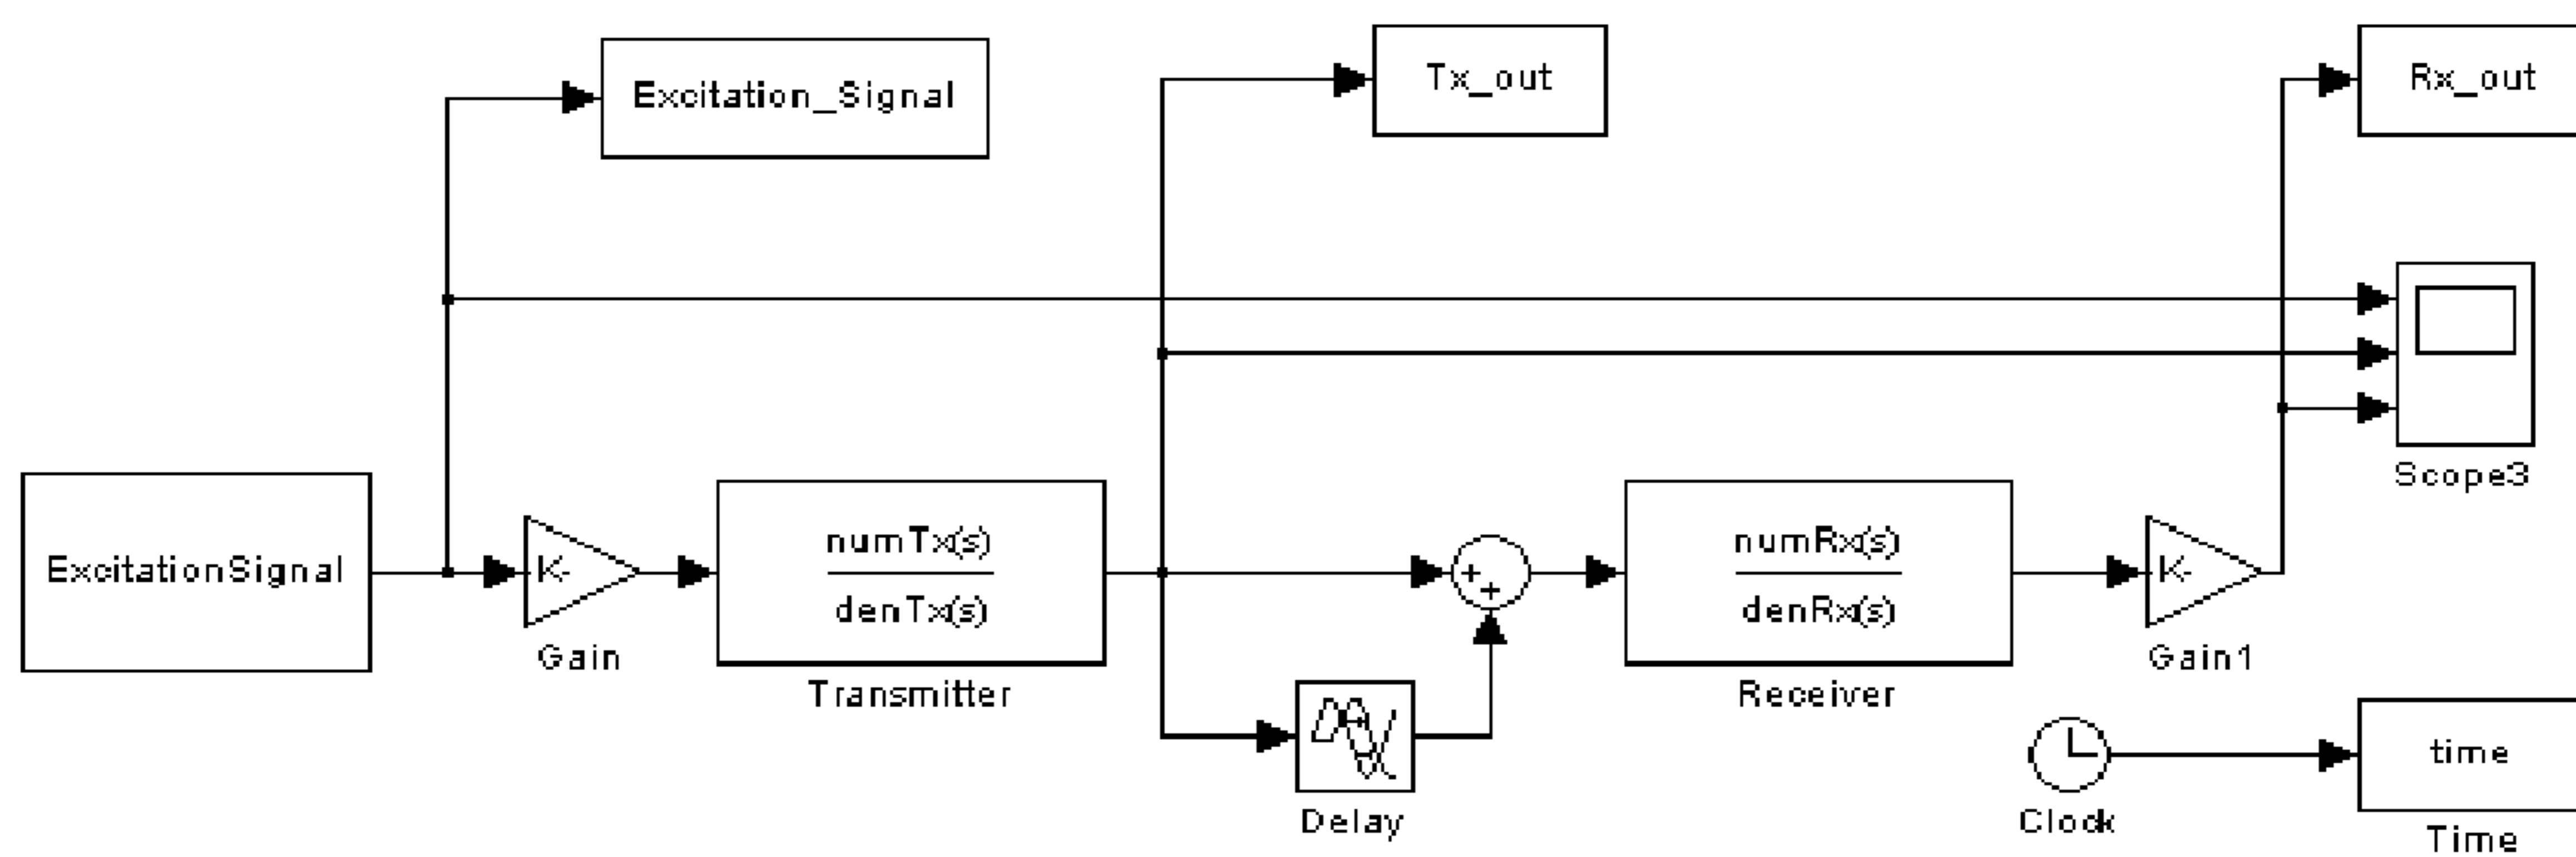 Excitation_Signal
Tx_out
Rx_out
Scope3
ExcitationSignal
-K-
Gain
numTx(s)
denTx(s)
Transmitter
+
+
numRx(s)
denRx(s)
Receiver
-K-
Gain1
Delay
Clock
time
Time